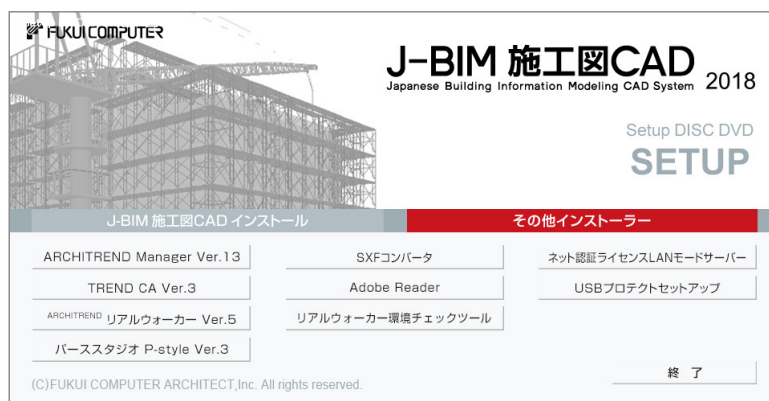 FUKUI COMPUTER
J-BIM 施工図CAD 2018
Japanese Building Information Modeling CAD System
Setup DISC DVD
SETUP
J-BIM 施工図CAD インストール
その他インストーラー
ARCHITREND Manager Ver.13
SXFコンバータ
ネット認証ライセンスLANモードサーバー
TREND CA Ver.3
Adobe Reader
USBプロテクトセットアップ
ARCHITREND リアルウォーカー Ver.5
リアルウォーカー環境チェックツール
パーススタジオ P-style Ver.3
終 了
(C)FUKUI COMPUTER ARCHITECT,Inc. All rights reserved.